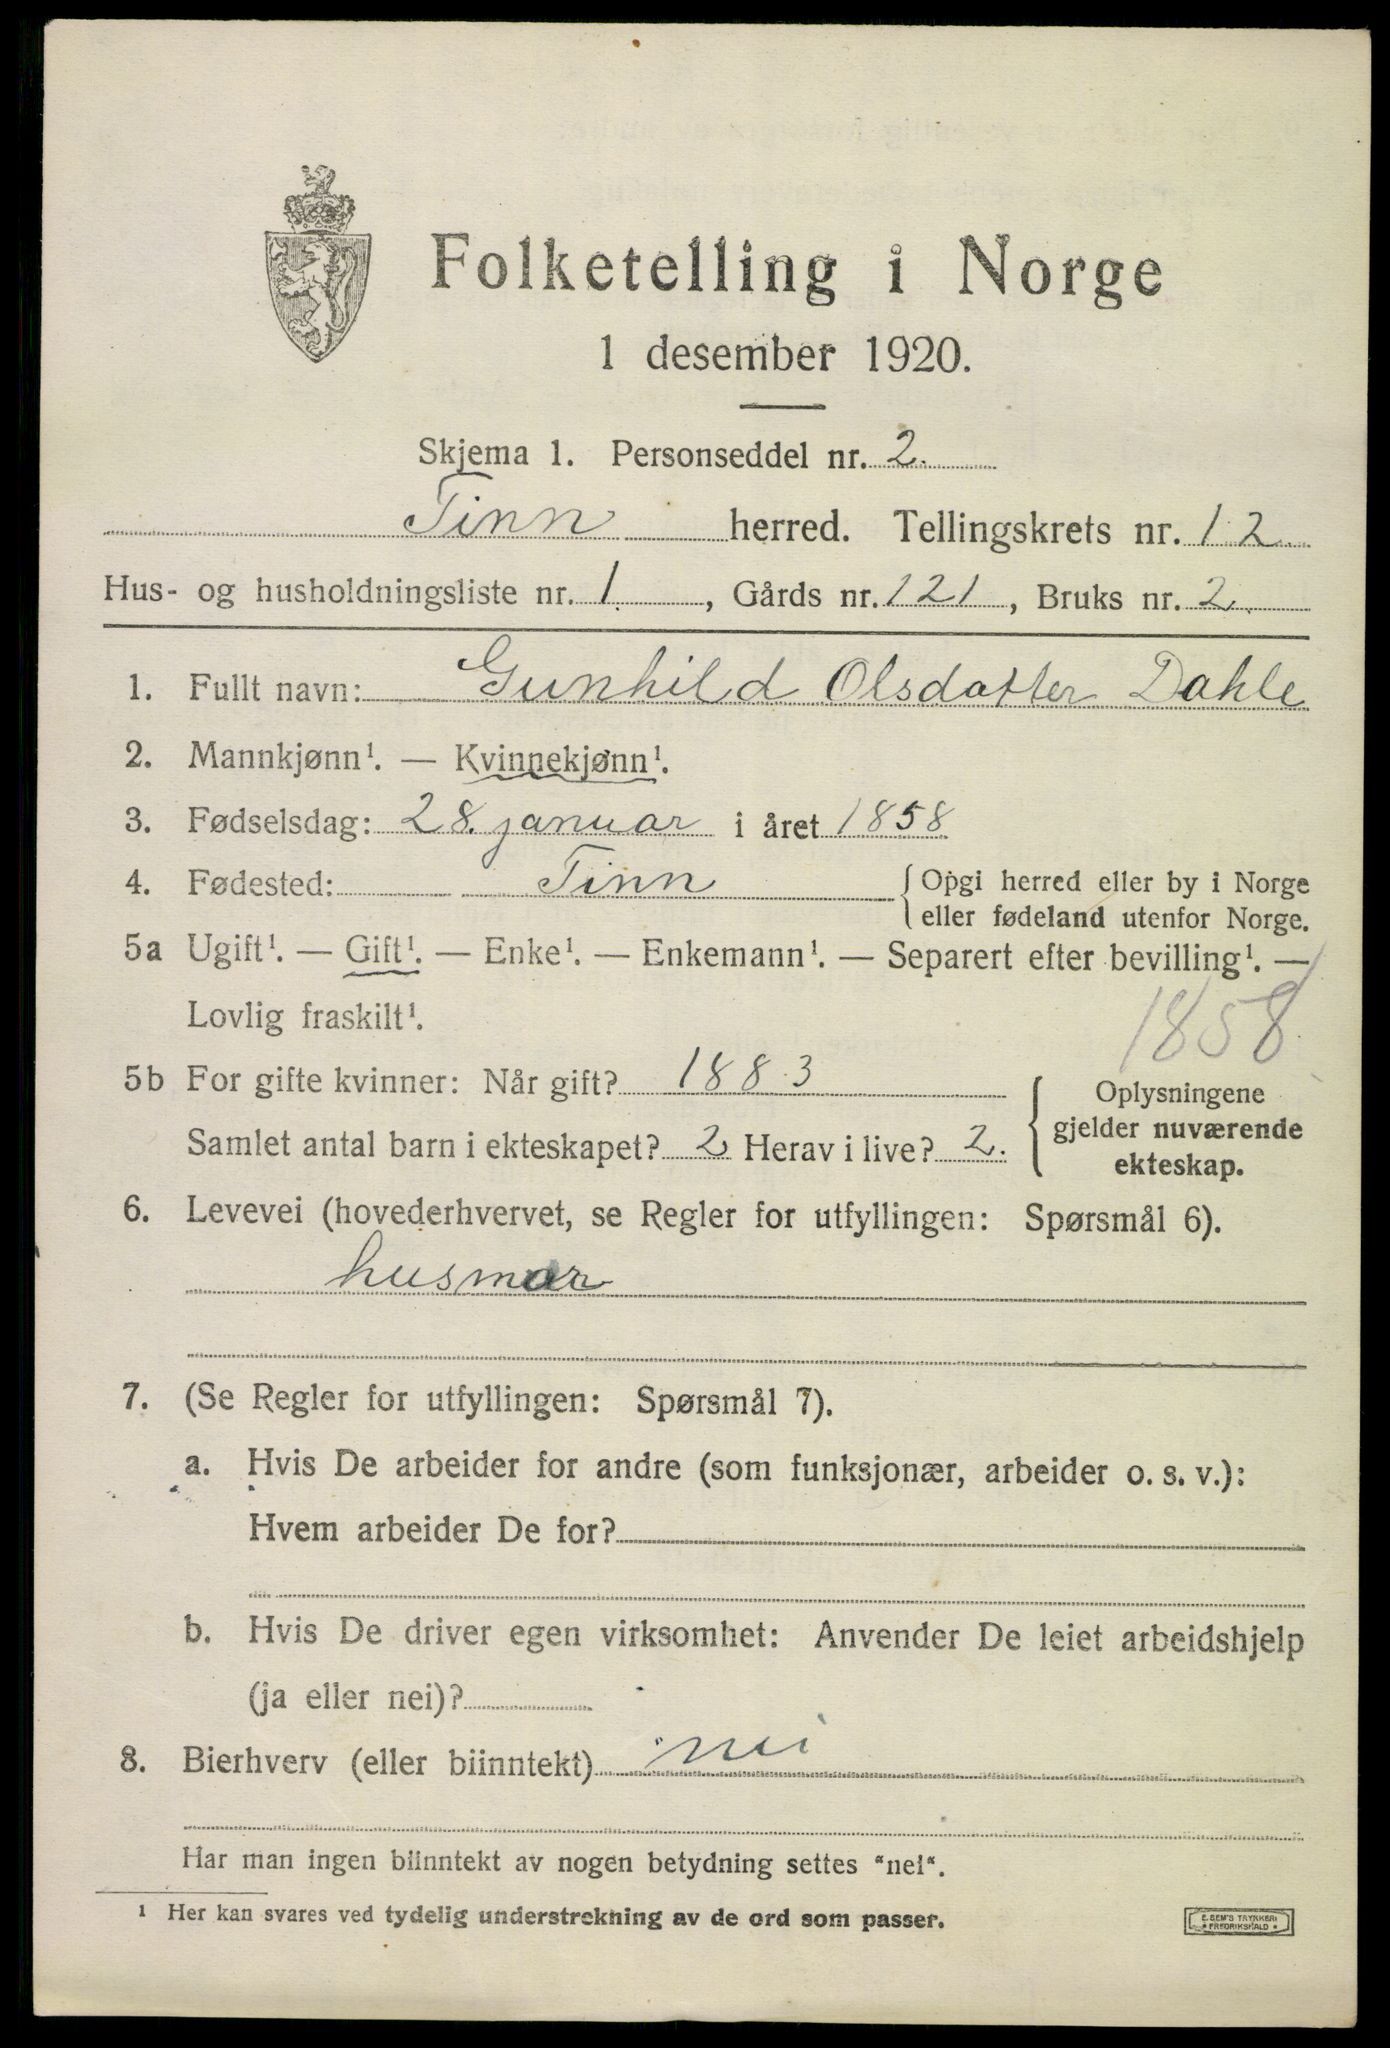 Folketelling i Norge
1 desember 1920.
Skjema 1. Personseddel nr. 2.
Tinn herred. Tellingskrets nr. 12.
Hus- og husholdningsliste nr. 1., Gårds nr. 121, Bruks nr. 2.
1. Fullt navn: Gunhild Olsdatter Dahle
2. Mannkjønn¹. — Kvinnekjønn¹.
3. Fødselsdag: 28. januar i året 1858
4. Fødested: Tinn { Opgi herred eller by i Norge
eller fødeland utenfor Norge.
5a Ugift¹. — Gift¹. — Enke¹. — Enkemann¹. — Separert efter bevilling¹. —
Lovlig fraskilt¹.
1858
5b For gifte kvinner: Når gift? 1883
Samlet antal barn i ekteskapet? 2 Herav i live? 2.
{ Oplysningene
gjelder nuværende
ekteskap.
6. Levevei (hovederhvervet, se Regler for utfyllingen: Spørsmål 6).
husmor
7. (Se Regler for utfyllingen: Spørsmål 7).
a. Hvis De arbeider for andre (som funksjonær, arbeider o. s. v.):
Hvem arbeider De for?
b. Hvis De driver egen virksomhet: Anvender De leiet arbeidshjelp
(ja eller nei)?
8. Bierhverv (eller biinntekt) nei
Har man ingen biinntekt av nogen betydning settes "nei".
¹ Her kan svares ved tydelig understrekning av de ord som passer.
E. SEM'S TRYKKERI
* FREDRIKSHALD *